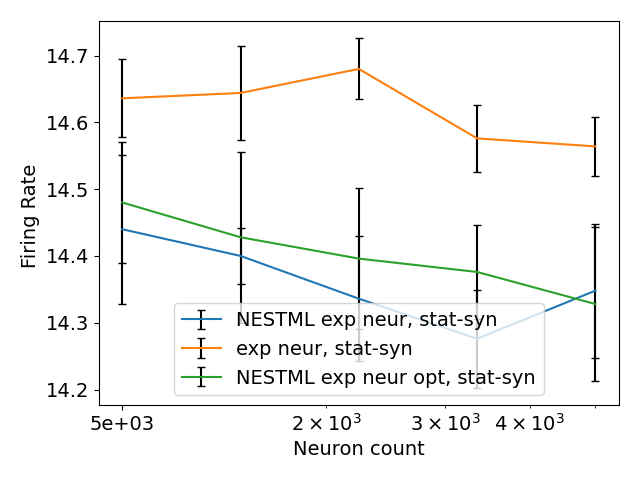 14.7
14.6
14.5
14.4
14.3
14.2
Firing Rate
NESTML exp neur, stat-syn
exp neur, stat-syn
NESTML exp neur opt, stat-syn
5e+03
2 × 10³
3 × 10³
4 × 10³
Neuron count